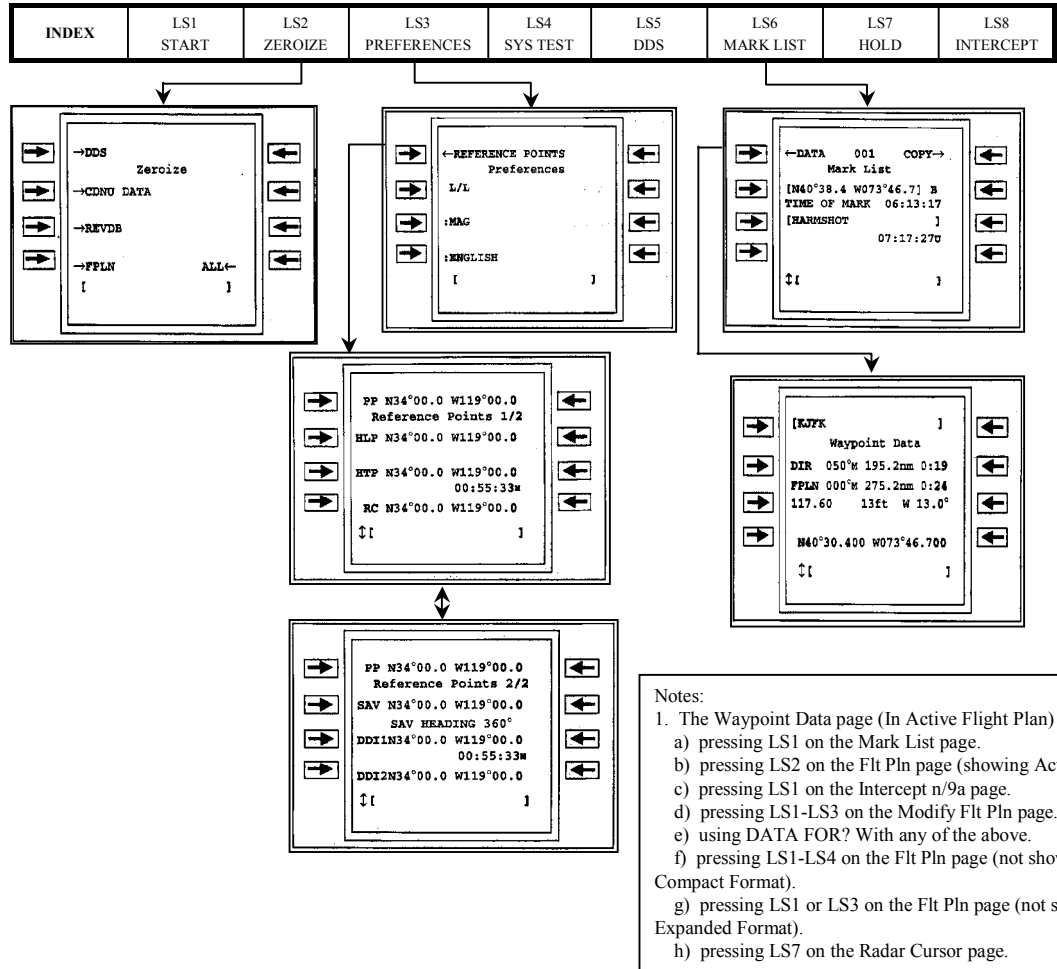 INDEX
LS1 START
LS2 ZEROIZE
LS3 PREFERENCES
LS4 SYS TEST
LS5 DDS
LS6 MARK LIST
LS7 HOLD
LS8 INTERCEPT
→DDS
Zeroize
→CDNU DATA
→REVDB
→FPLN ALL←
[ ]
←REFERENCE POINTS
Preferences
L/L
:MAG
:ENGLISH
[ ]
←DATA 001 COPY→
Mark List
[N40°38.4 W073°46.7] B
TIME OF MARK 06:13:17
[HARMSHOT ]
07:17:27U
↕[ ]
PP N34°00.0 W119°00.0
Reference Points 1/2
HLP N34°00.0 W119°00.0
HTP N34°00.0 W119°00.0
00:55:33M
RC N34°00.0 W119°00.0
↕[ ]
[KJFK ]
Waypoint Data
DIR 050°M 195.2nm 0:19
FPLN 000°M 275.2nm 0:24
117.60 13ft W 13.0°
N40°30.400 W073°46.700
↕[ ]
PP N34°00.0 W119°00.0
Reference Points 2/2
SAV N34°00.0 W119°00.0
SAV HEADING 360°
DDI1N34°00.0 W119°00.0
00:55:33M
DDI2N34°00.0 W119°00.0
↕[ ]
Notes:
1. The Waypoint Data page (In Active Flight Plan)
a) pressing LS1 on the Mark List page.
b) pressing LS2 on the Flt Pln page (showing Ac
c) pressing LS1 on the Intercept n/9a page.
d) pressing LS1-LS3 on the Modify Flt Pln page.
e) using DATA FOR? With any of the above.
f) pressing LS1-LS4 on the Flt Pln page (not show
Compact Format).
g) pressing LS1 or LS3 on the Flt Pln page (not s
Expanded Format).
h) pressing LS7 on the Radar Cursor page.